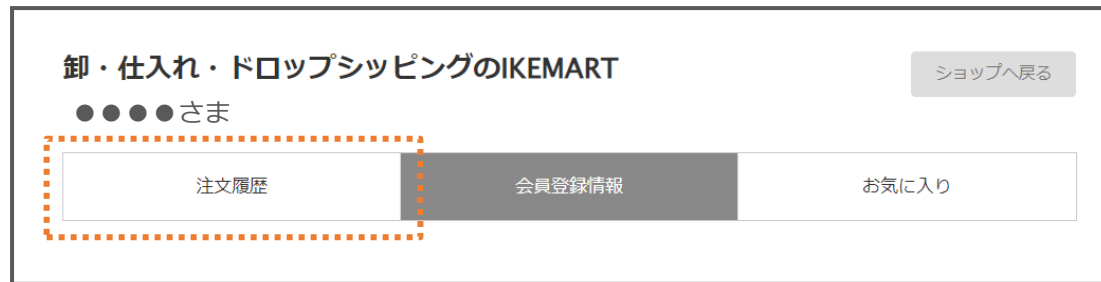 卸・仕入れ・ドロップシッピングのIKEMART
ショップへ戻る
●●●●さま
注文履歴
会員登録情報
お気に入り